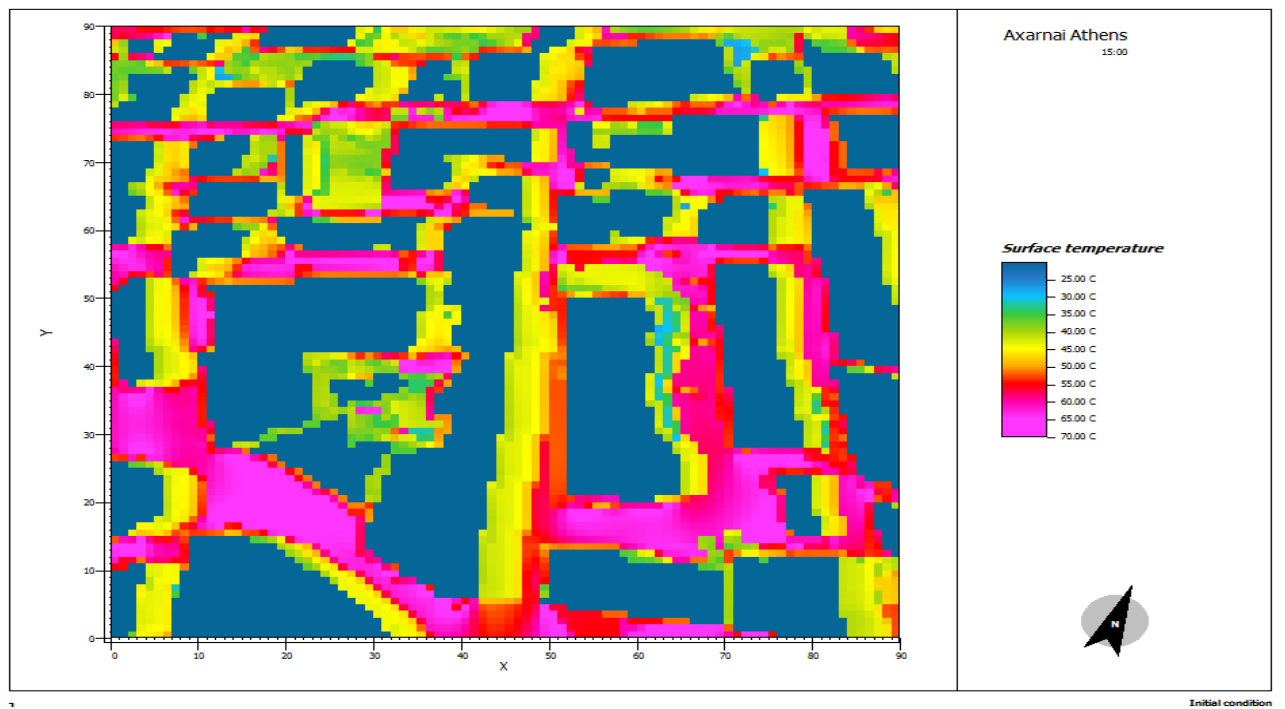 Axarnai Athens
15:00
90
80
70
60
50
40
30
20
10
0
Y
0 10 20 30 40 50 60 70 80 90
X
Surface temperature
25.00 C
30.00 C
35.00 C
40.00 C
45.00 C
50.00 C
55.00 C
60.00 C
65.00 C
70.00 C
N
Initial condition